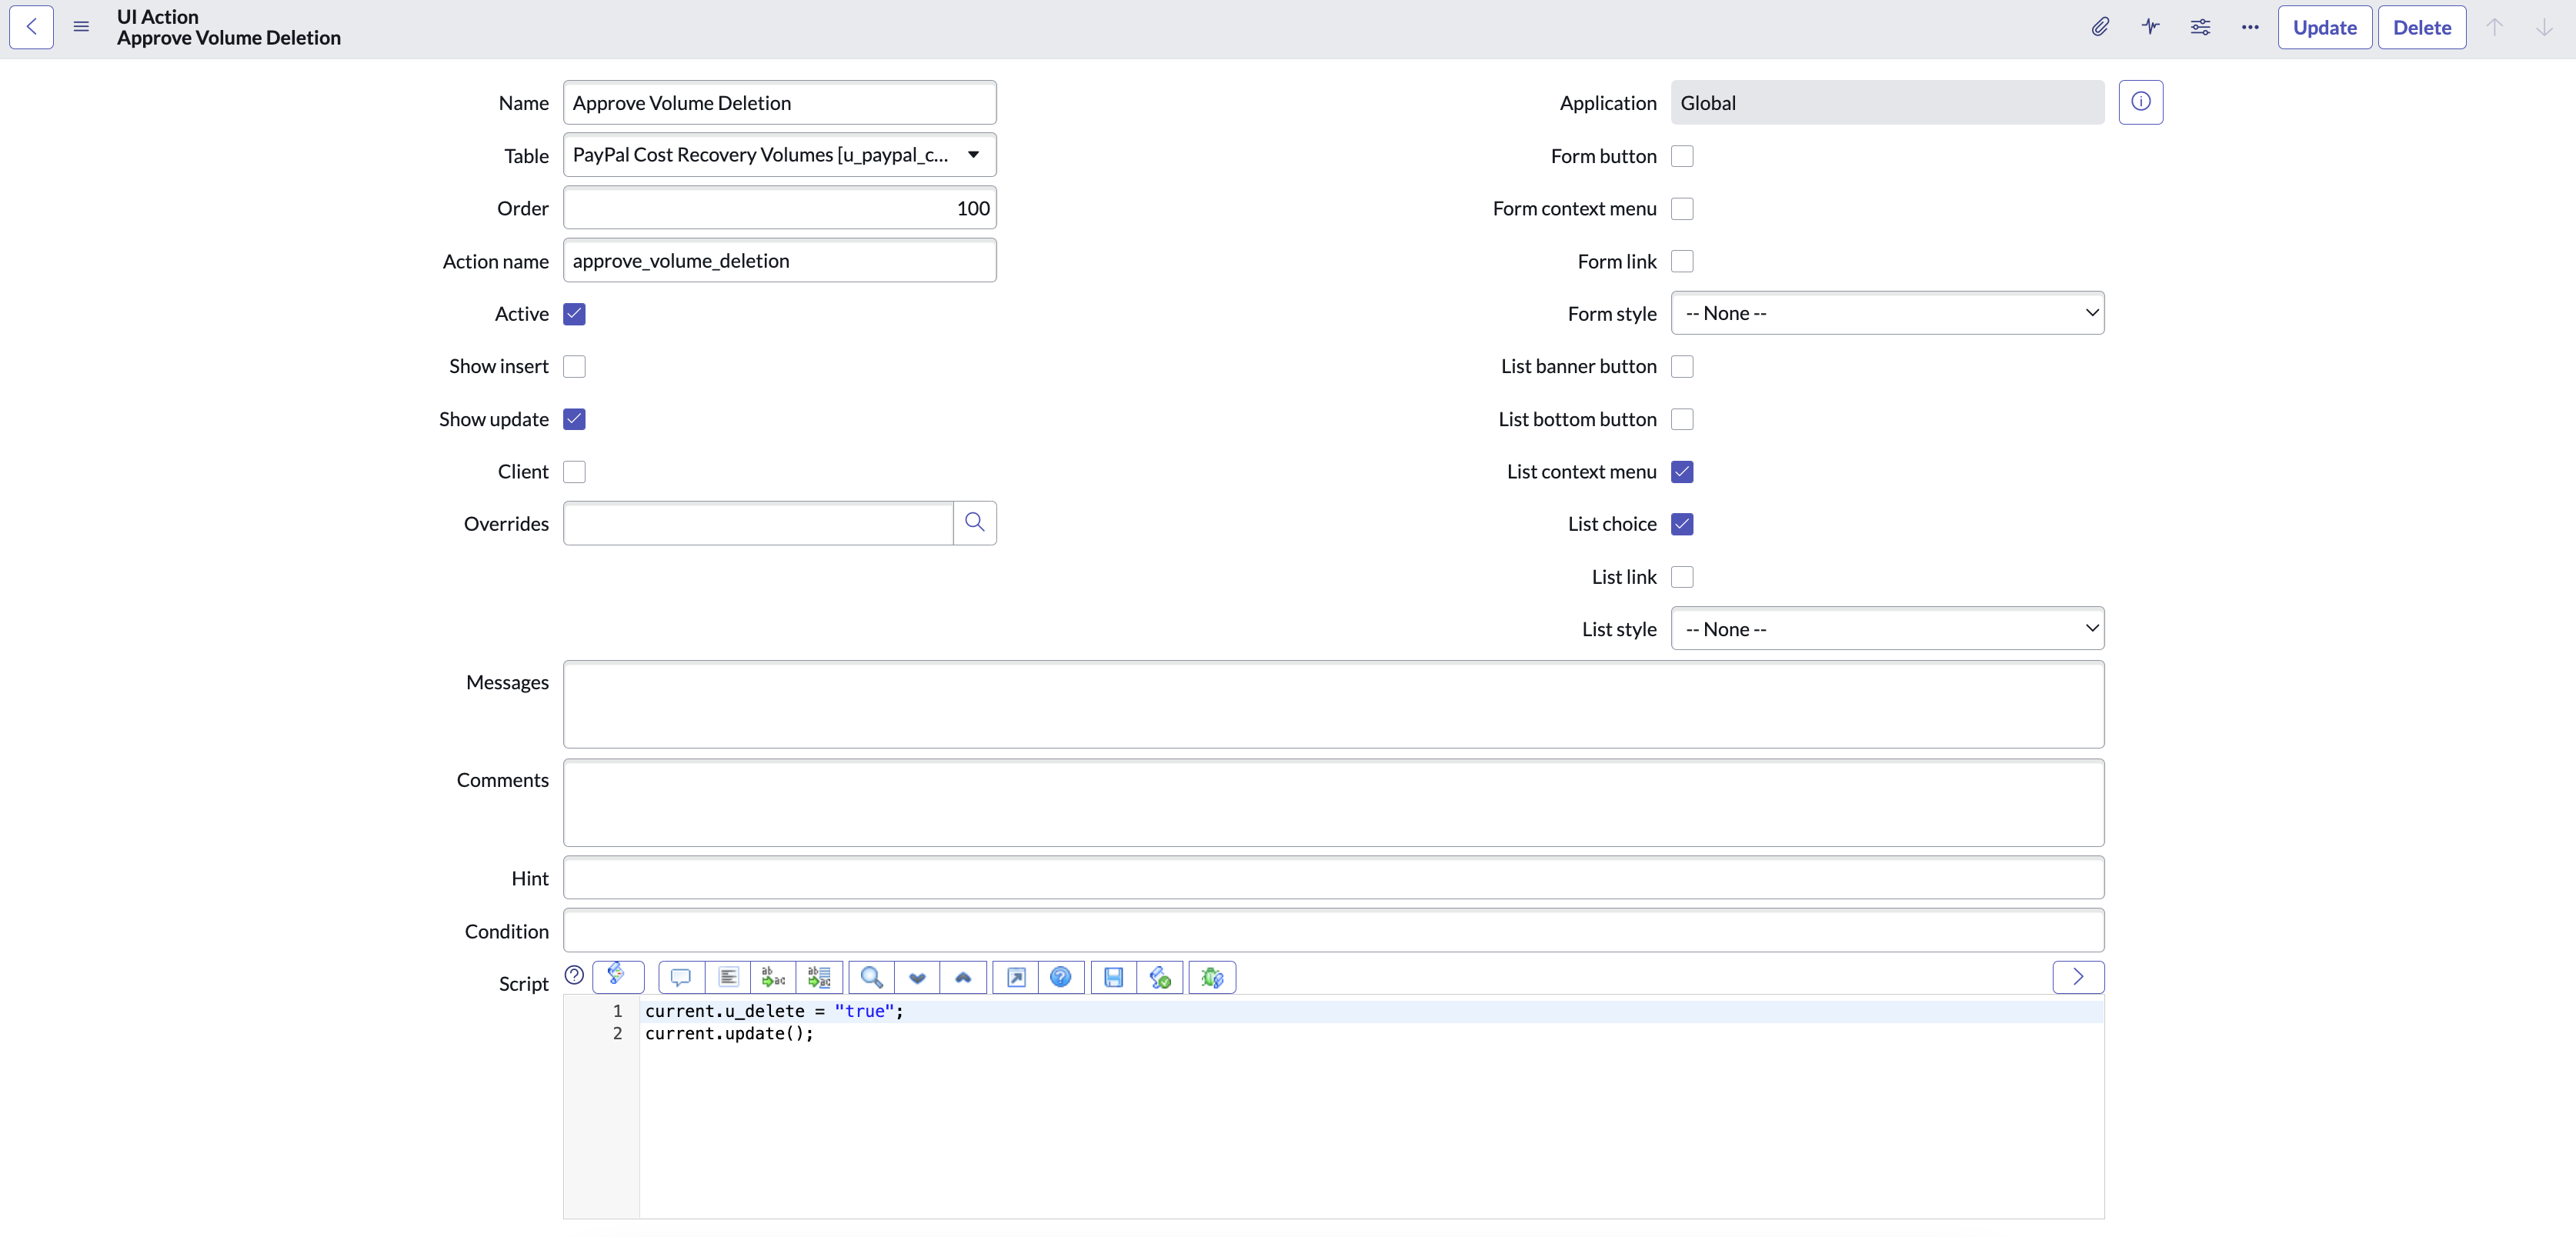 UI Action
Approve Volume Deletion
Update
Delete
Name
Approve Volume Deletion
Table
PayPal Cost Recovery Volumes [u_paypal_c...
Order
100
Action name
approve_volume_deletion
Active
Show insert
Show update
Client
Overrides
Application
Global
Form button
Form context menu
Form link
Form style
-- None --
List banner button
List bottom button
List context menu
List choice
List link
List style
-- None --
Messages
Comments
Hint
Condition
Script
1 current.u_delete = "true";
2 current.update();